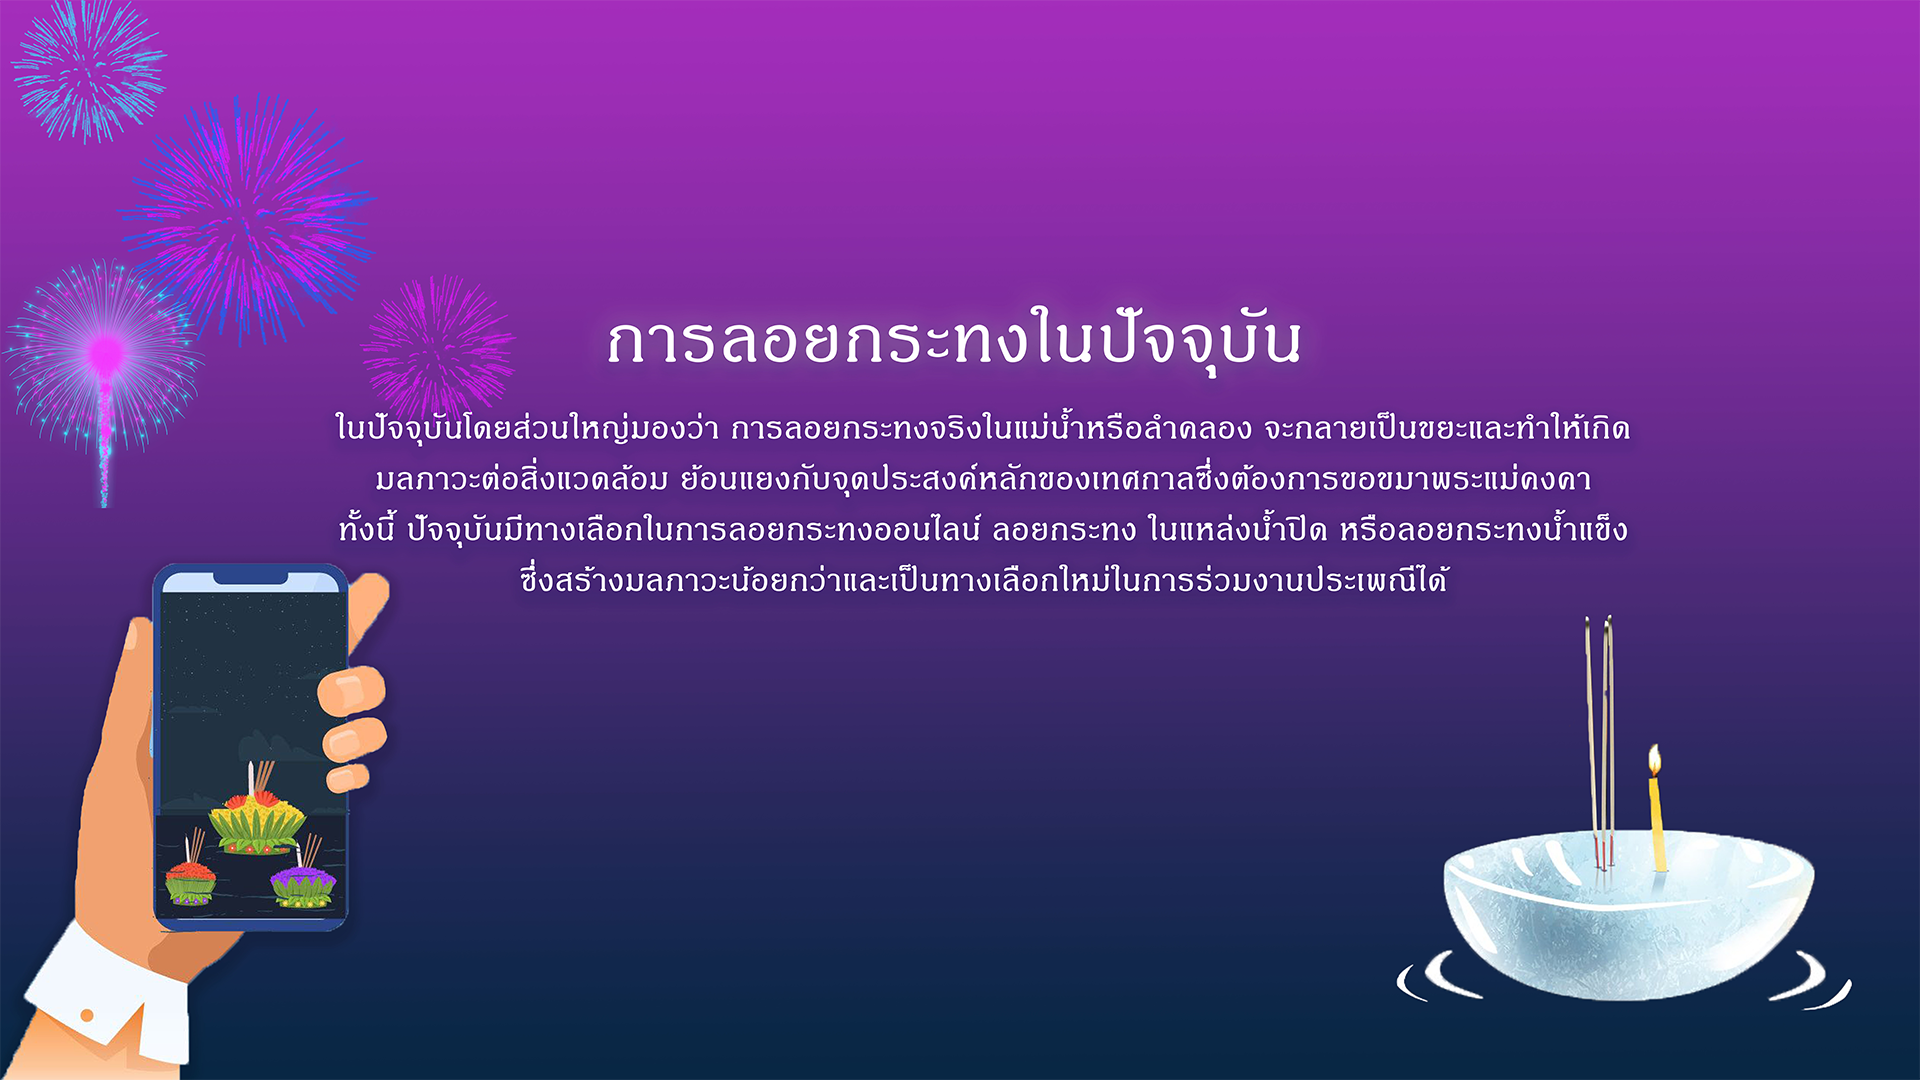 การลอยกระทงในปัจจุบัน
ในปัจจุบันโดยส่วนใหญ่มองว่า การลอยกระทงจริงในแม่น้ำหรือลำคลอง จะกลายเป็นขยะและทำให้เกิด
มลภาวะต่อสิ่งแวดล้อม ย้อนแยงกับจุดประสงค์หลักของเทศกาลซึ่งต้องการขอขมาพระแม่คงคา
ทั้งนี้ ปัจจุบันมีทางเลือกในการลอยกระทงออนไลน์ ลอยกระทง ในแหล่งน้ำปิด หรือลอยกระทงน้ำแข็ง
ซึ่งสร้างมลภาวะน้อยกว่าและเป็นทางเลือกใหม่ในการร่วมงานประเพณีได้